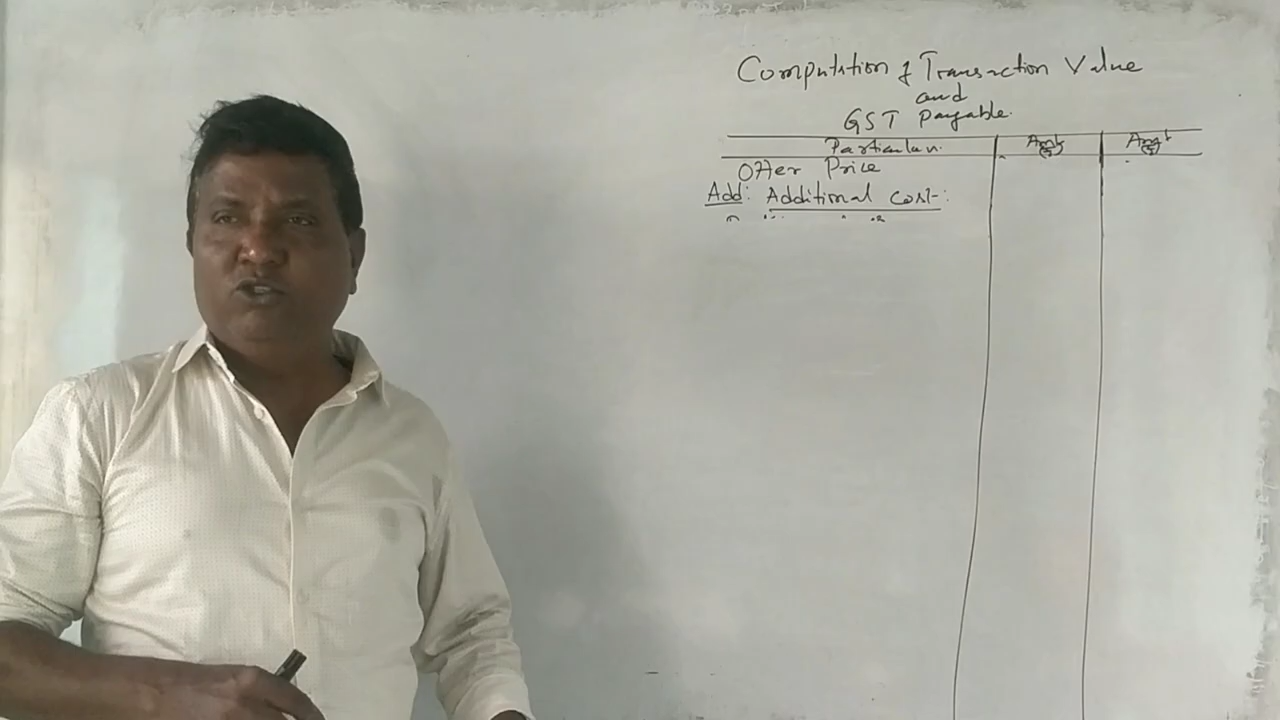 Computation of Transaction Value
and
GST Payable.
Particulars Amt (₹) Amt (₹)
Offer Price
Add: Additional cost: